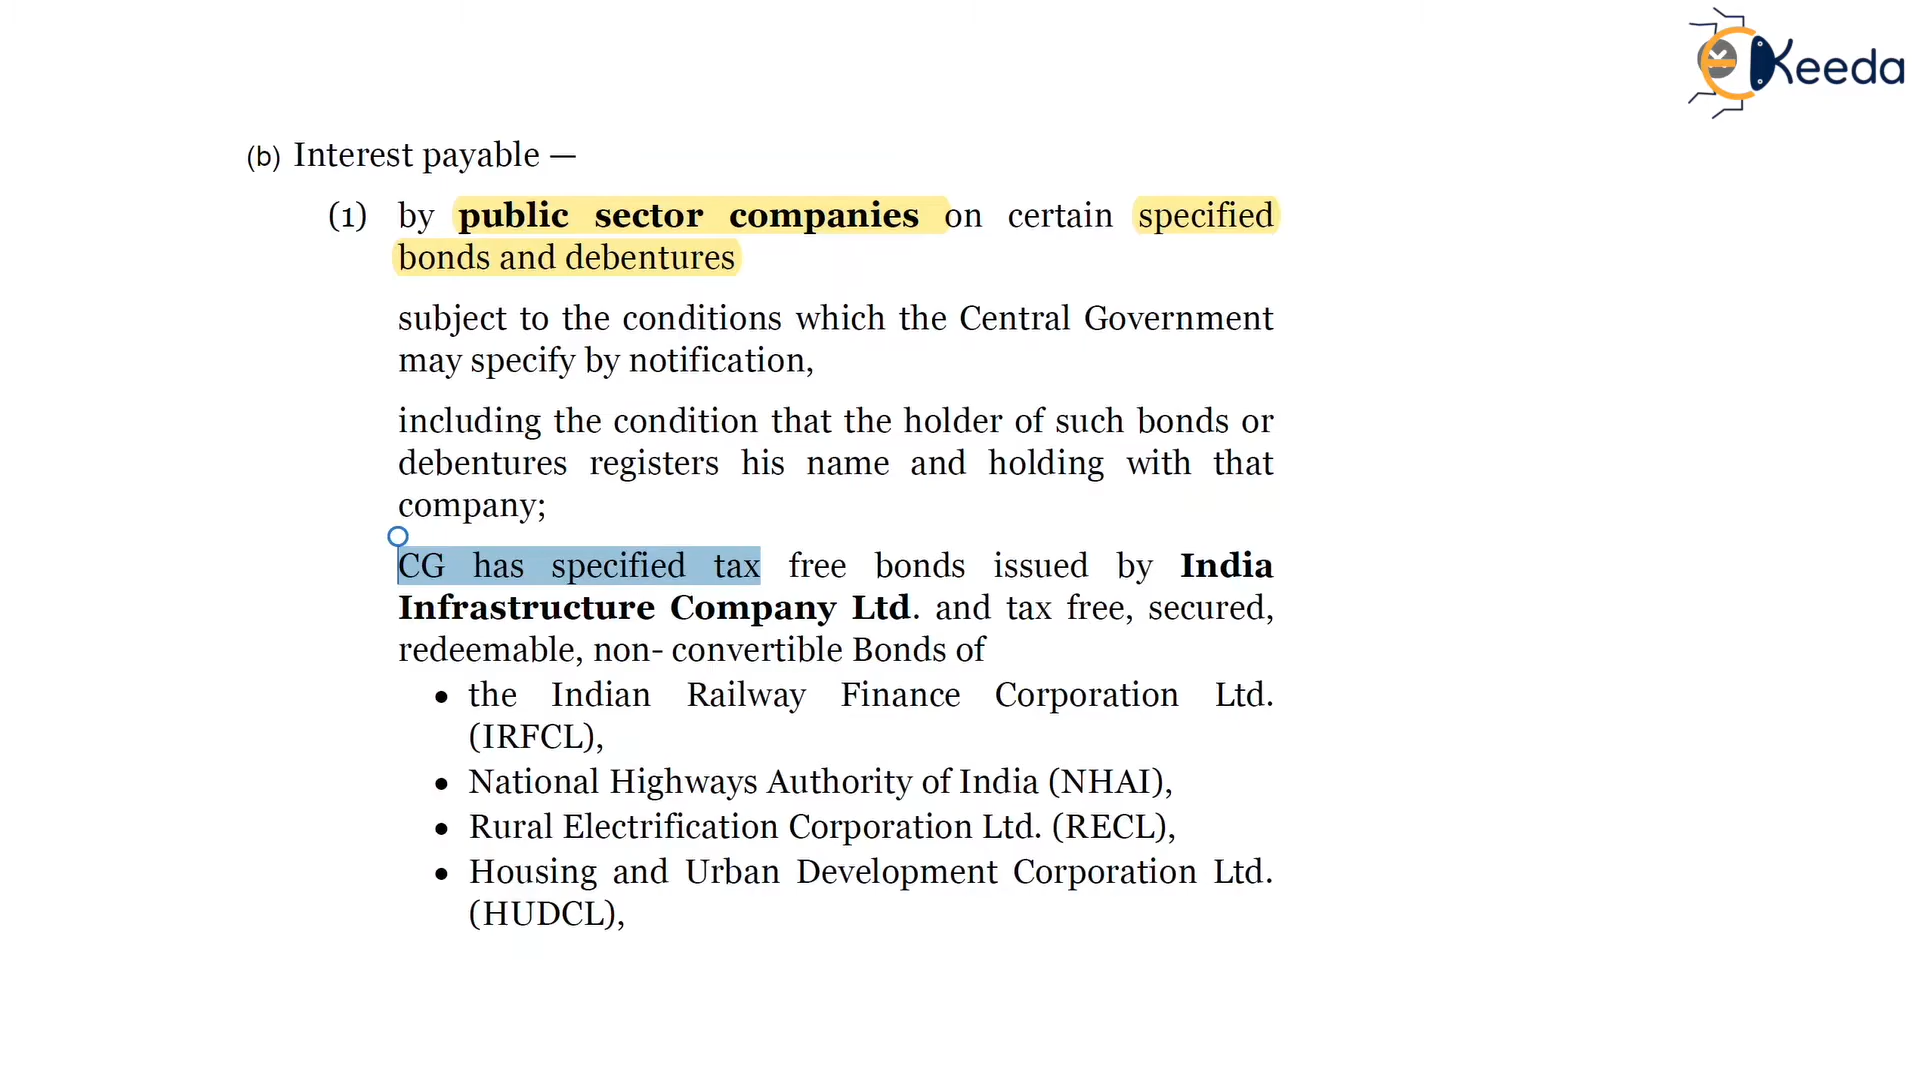 Keeda
(b) Interest payable —
(1) by public sector companies on certain specified
bonds and debentures
subject to the conditions which the Central Government
may specify by notification,
including the condition that the holder of such bonds or
debentures registers his name and holding with that
company;
CG has specified tax free bonds issued by India
Infrastructure Company Ltd. and tax free, secured,
redeemable, non- convertible Bonds of
• the Indian Railway Finance Corporation Ltd.
(IRFCL),
• National Highways Authority of India (NHAI),
• Rural Electrification Corporation Ltd. (RECL),
• Housing and Urban Development Corporation Ltd.
(HUDCL),